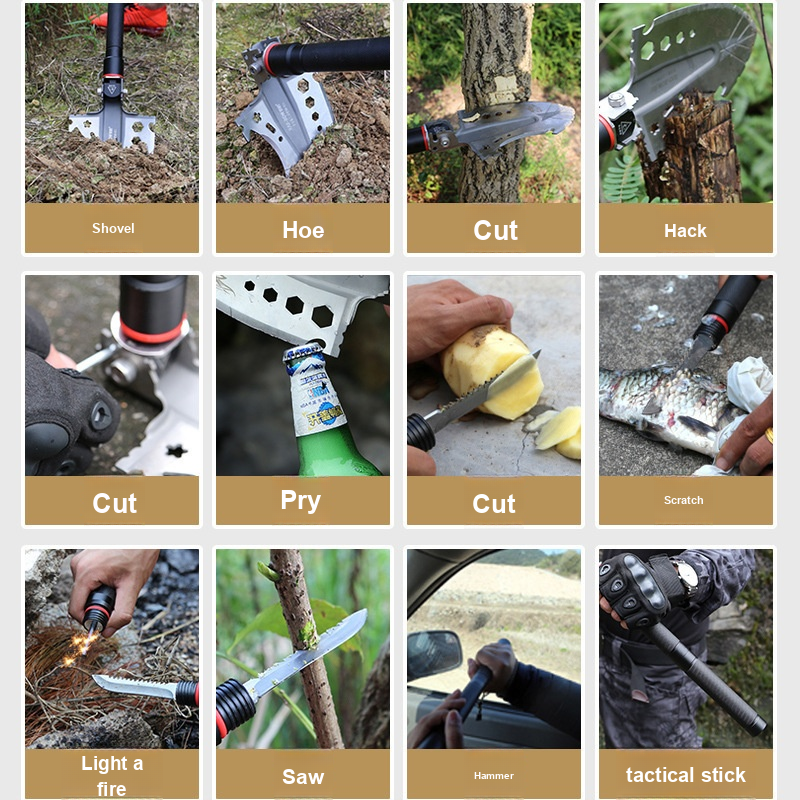 Shovel
Hoe
Cut
Hack
Cut
Pry
Cut
Scratch
Light a
fire
Saw
Hammer
tactical stick